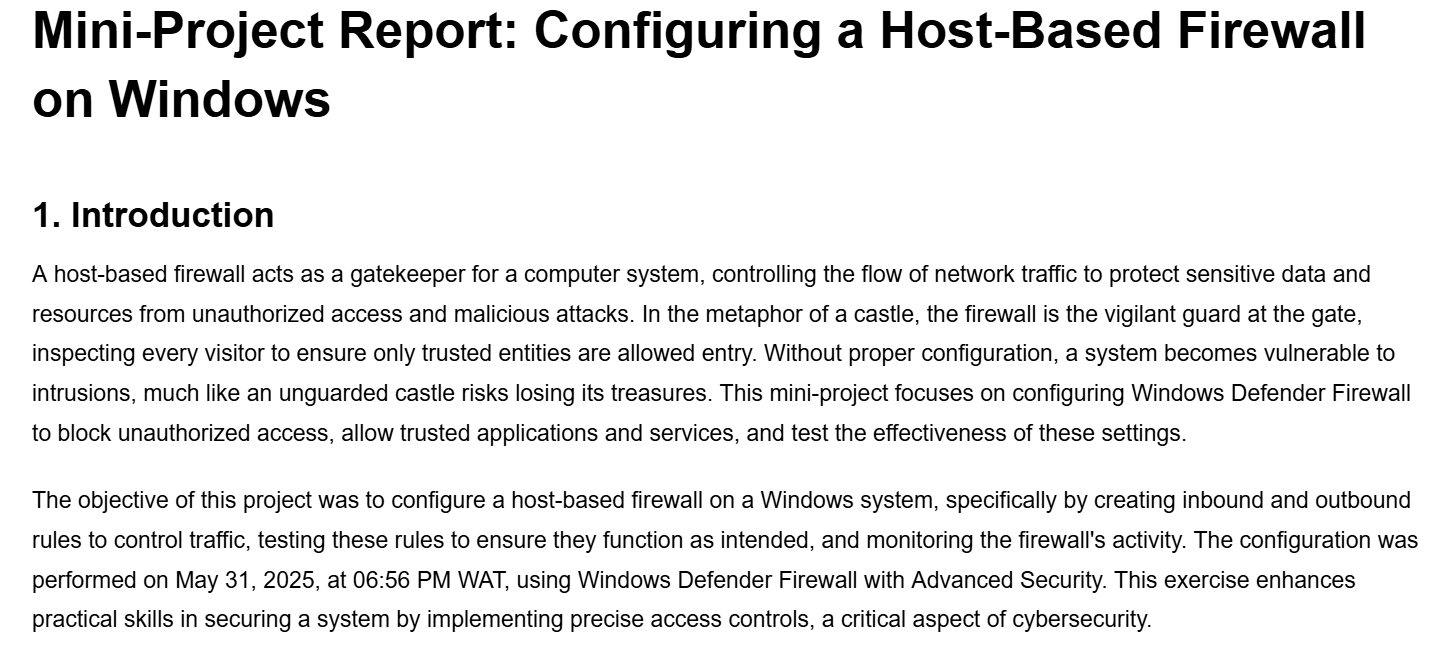 Mini-Project Report: Configuring a Host-Based Firewall
on Windows
1. Introduction
A host-based firewall acts as a gatekeeper for a computer system, controlling the flow of network traffic to protect sensitive data and
resources from unauthorized access and malicious attacks. In the metaphor of a castle, the firewall is the vigilant guard at the gate,
inspecting every visitor to ensure only trusted entities are allowed entry. Without proper configuration, a system becomes vulnerable to
intrusions, much like an unguarded castle risks losing its treasures. This mini-project focuses on configuring Windows Defender Firewall
to block unauthorized access, allow trusted applications and services, and test the effectiveness of these settings.
The objective of this project was to configure a host-based firewall on a Windows system, specifically by creating inbound and outbound
rules to control traffic, testing these rules to ensure they function as intended, and monitoring the firewall's activity. The configuration was
performed on May 31, 2025, at 06:56 PM WAT, using Windows Defender Firewall with Advanced Security. This exercise enhances
practical skills in securing a system by implementing precise access controls, a critical aspect of cybersecurity.